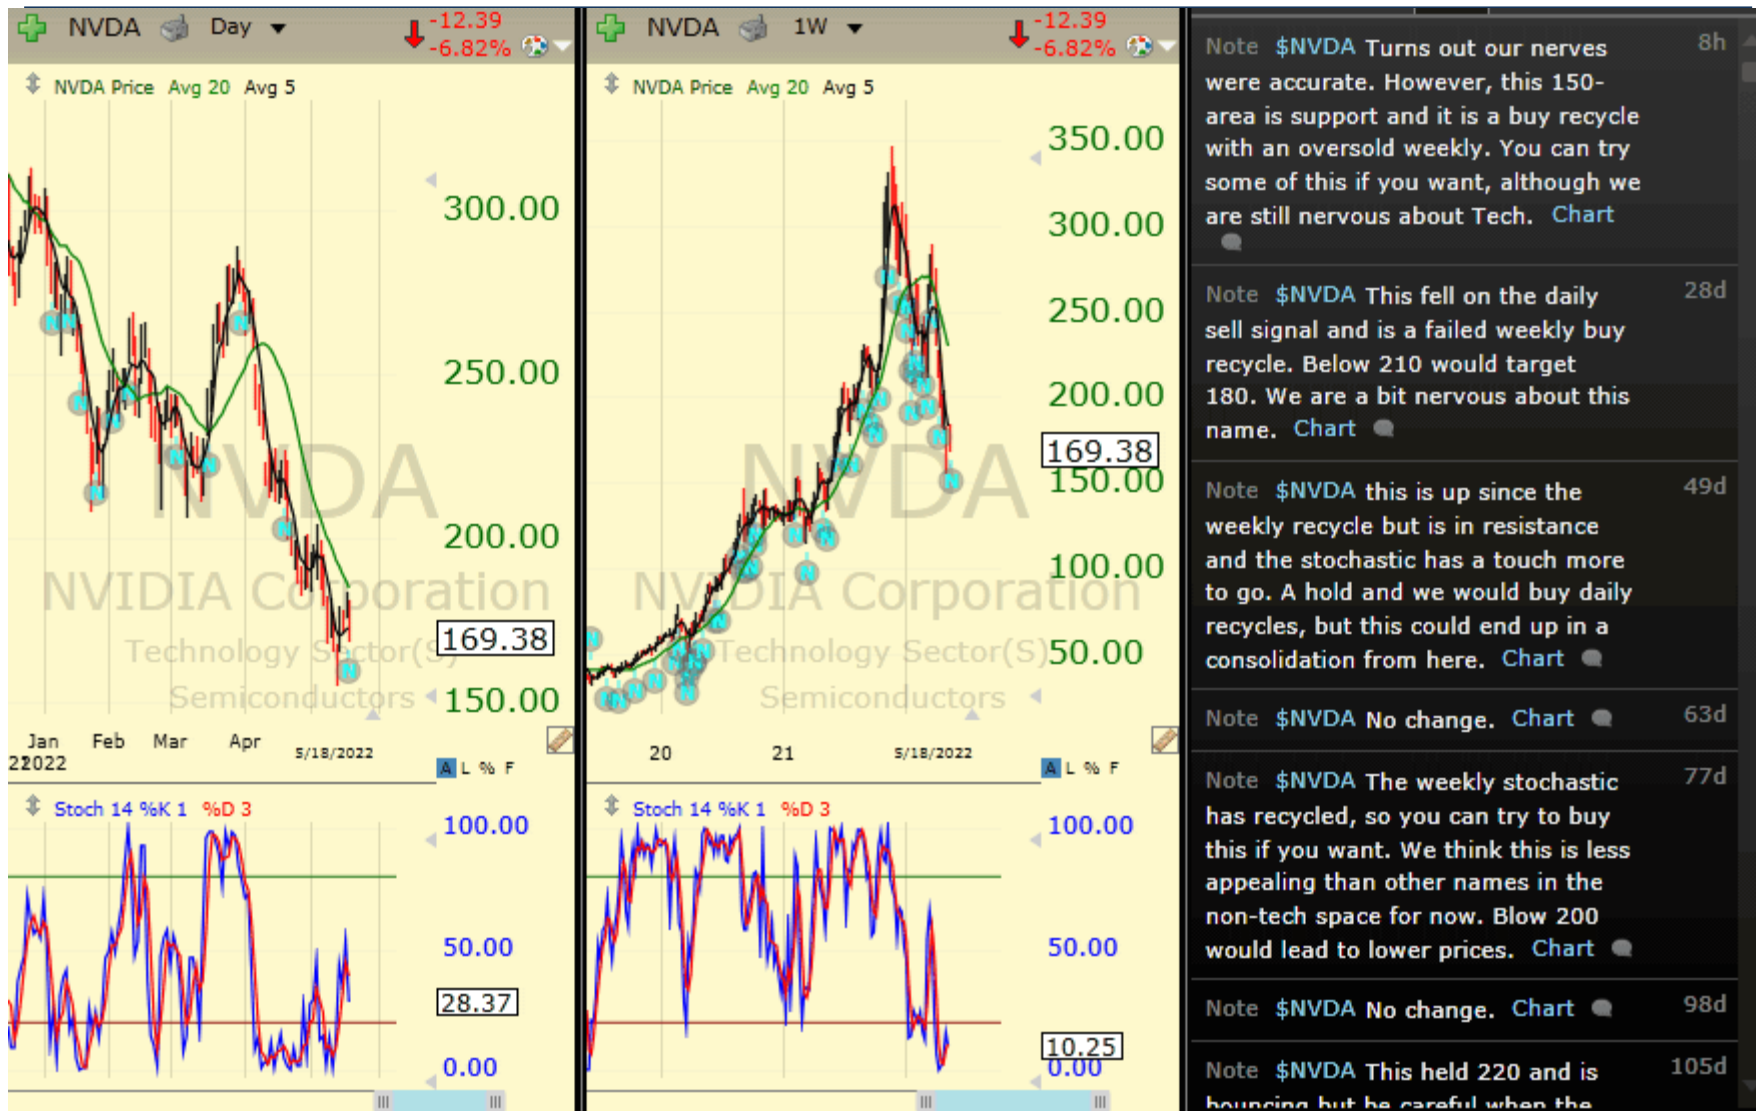 NVDA Day
-12.39
-6.82%
NVDA Price Avg 20 Avg 5
300.00
250.00
200.00
169.38
150.00
NVDA
NVIDIA Corporation
Technology Sector(S)
Semiconductors
Jan Feb Mar Apr 5/18/2022
2022
A L % F
Stoch 14 %K 1 %D 3
100.00
50.00
28.37
0.00
NVDA 1W
-12.39
-6.82%
NVDA Price Avg 20 Avg 5
350.00
300.00
250.00
200.00
169.38
150.00
100.00
50.00
NVDA
NVIDIA Corporation
Technology Sector(S)
Semiconductors
20 21 5/18/2022
A L % F
Stoch 14 %K 1 %D 3
100.00
50.00
10.25
0.00
Note $NVDA Turns out our nerves 8h
were accurate. However, this 150-
area is support and it is a buy recycle
with an oversold weekly. You can try
some of this if you want, although we
are still nervous about Tech. Chart
Note $NVDA This fell on the daily 28d
sell signal and is a failed weekly buy
recycle. Below 210 would target
180. We are a bit nervous about this
name. Chart
Note $NVDA this is up since the 49d
weekly recycle but is in resistance
and the stochastic has a touch more
to go. A hold and we would buy daily
recycles, but this could end up in a
consolidation from here. Chart
Note $NVDA No change. Chart 63d
Note $NVDA The weekly stochastic 77d
has recycled, so you can try to buy
this if you want. We think this is less
appealing than other names in the
non-tech space for now. Blow 200
would lead to lower prices. Chart
Note $NVDA No change. Chart 98d
Note $NVDA This held 220 and is 105d
bouncing but be careful when the